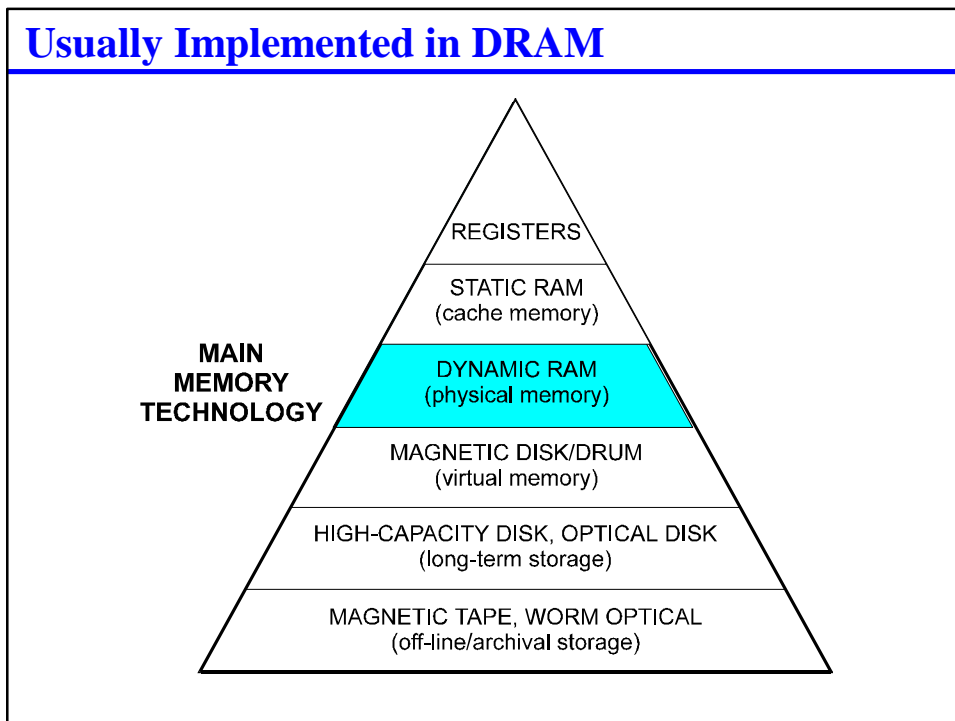 Usually Implemented in DRAM
REGISTERS
STATIC RAM
(cache memory)
MAIN
MEMORY
TECHNOLOGY
DYNAMIC RAM
(physical memory)
MAGNETIC DISK/DRUM
(virtual memory)
HIGH-CAPACITY DISK, OPTICAL DISK
(long-term storage)
MAGNETIC TAPE, WORM OPTICAL
(off-line/archival storage)